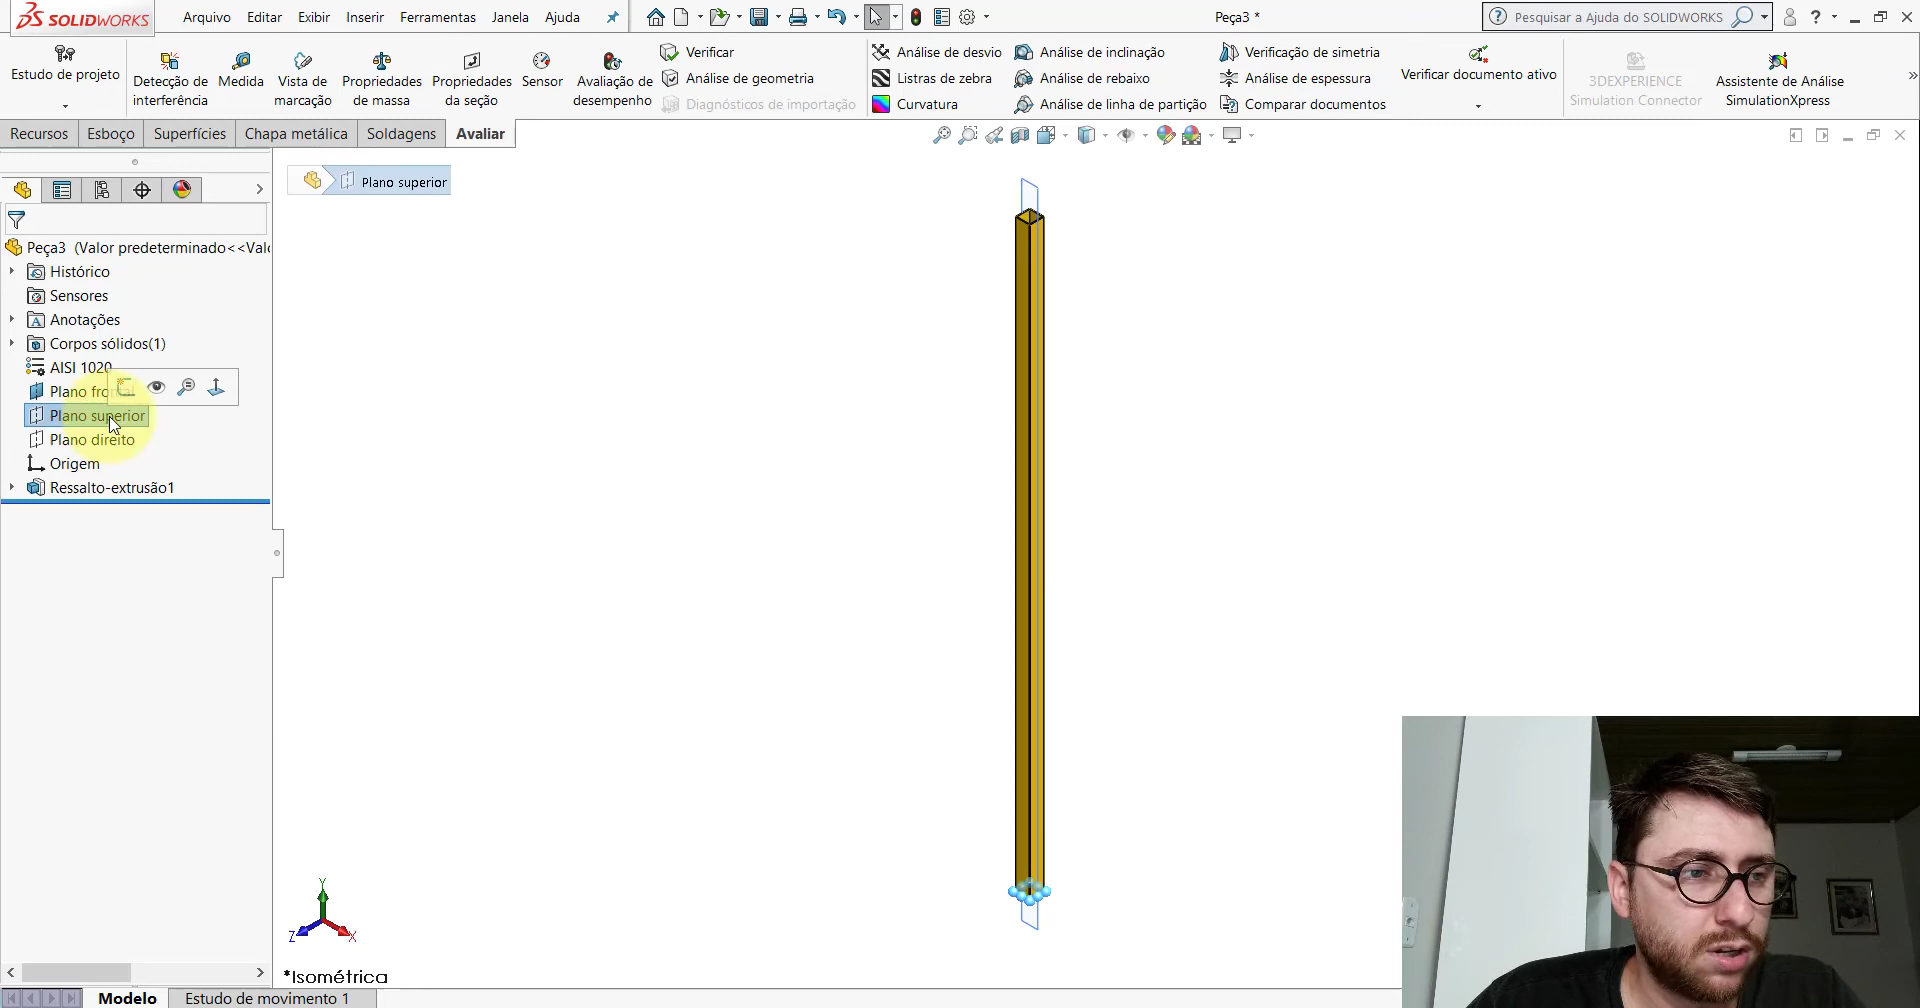 SOLIDWORKS
Arquivo Editar Exibir Inserir Ferramentas Janela Ajuda
Peça3 *
Pesquisar a Ajuda do SOLIDWORKS
Estudo de projeto
Detecção de interferência
Medida
Vista de marcação
Propriedades de massa
Propriedades da seção
Sensor
Avaliação de desempenho
Verificar
Análise de geometria
Diagnósticos de importação
Análise de desvio
Listras de zebra
Curvatura
Análise de inclinação
Análise de rebaixo
Análise de linha de partição
Verificação de simetria
Análise de espessura
Comparar documentos
Verificar documento ativo
3DEXPERIENCE Simulation Connector
Assistente de Análise SimulationXpress
Recursos Esboço Superfícies Chapa metálica Soldagens Avaliar
Plano superior
Peça3 (Valor predeterminado<<Valo
Histórico
Sensores
Anotações
Corpos sólidos(1)
AISI 1020
Plano frontal
Plano superior
Plano direito
Origem
Ressalto-extrusão1
Y
Z X
*Isométrica
Modelo Estudo de movimento 1